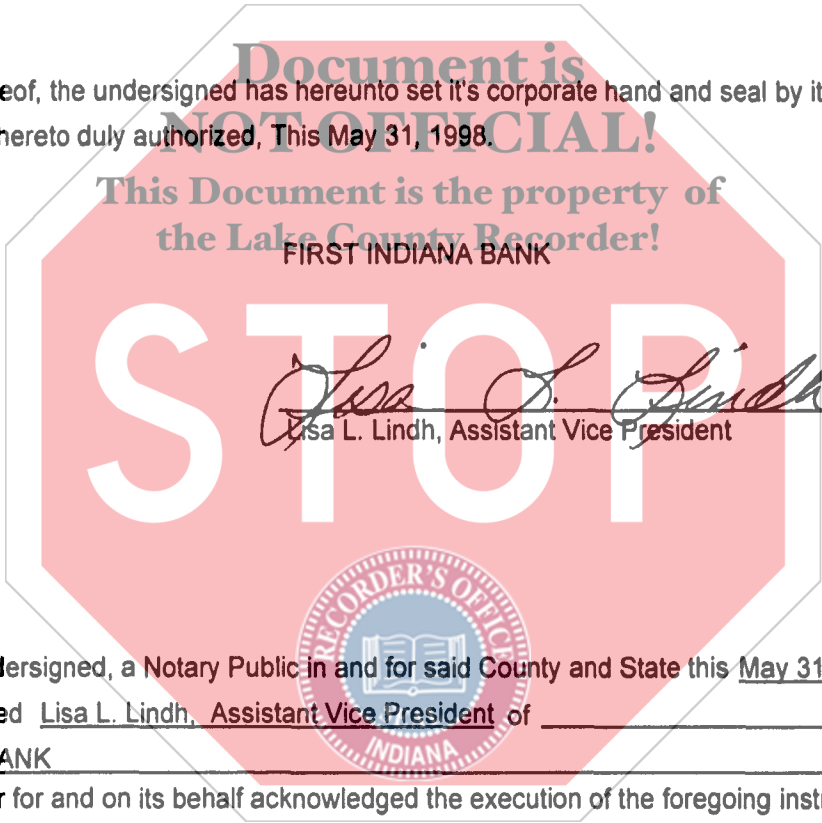 Document is
eof, the undersigned has hereunto set it's corporate hand and seal by it
hereto duly authorized, This May 31, 1998.
NOT OFFICIAL!
This Document is the property of
the Lake County Recorder!
FIRST INDIANA BANK
STOP
Lisa L. Lindh
Lisa L. Lindh, Assistant Vice President
RECORDER'S OFFICE
dersigned, a Notary Public in and for said County and State this May 31
ed Lisa L. Lindh, Assistant Vice President of
INDIANA
ANK
r for and on its behalf acknowledged the execution of the foregoing inst